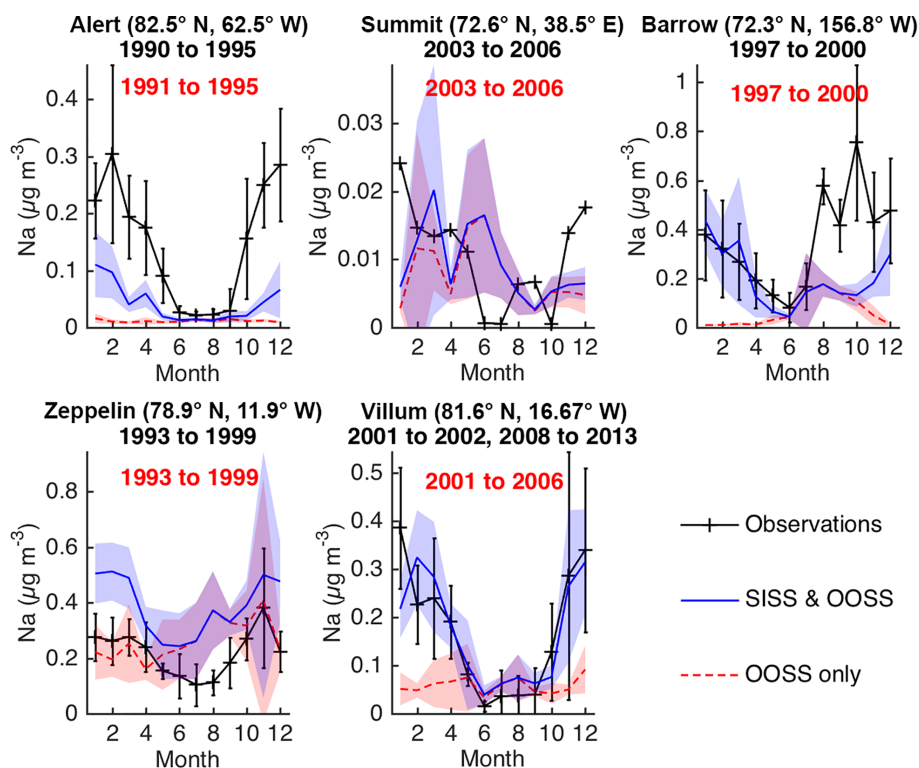 Alert (82.5° N, 62.5° W)
1990 to 1995
1991 to 1995
Na (µg m⁻³)
0.4
0.3
0.2
0.1
0
2 4 6 8 10 12
Month
Summit (72.6° N, 38.5° E)
2003 to 2006
2003 to 2006
Na (µg m⁻³)
0.03
0.02
0.01
0
2 4 6 8 10 12
Month
Barrow (72.3° N, 156.8° W)
1997 to 2000
1997 to 2000
Na (µg m⁻³)
1
0.8
0.6
0.4
0.2
0
2 4 6 8 10 12
Month
Zeppelin (78.9° N, 11.9° W)
1993 to 1999
1993 to 1999
Na (µg m⁻³)
0.8
0.6
0.4
0.2
0
2 4 6 8 10 12
Month
Villum (81.6° N, 16.67° W)
2001 to 2002, 2008 to 2013
2001 to 2006
Na (µg m⁻³)
0.5
0.4
0.3
0.2
0.1
0
2 4 6 8 10 12
Month
Observations
SISS & OOSS
OOSS only